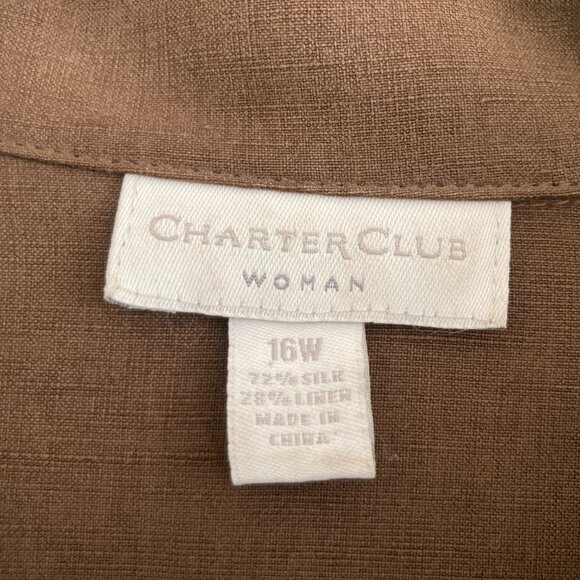 CHARTER CLUB
WOMAN
16W
72% SILK
28% LINEN
MADE IN
CHINA